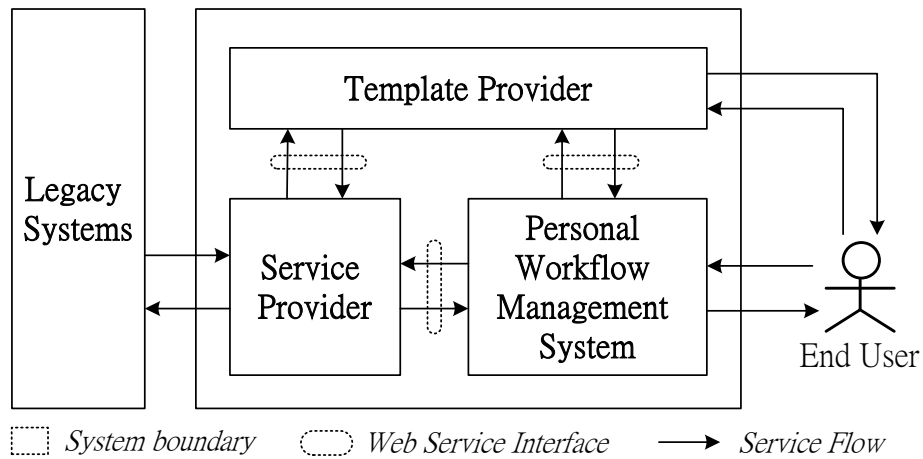 Template Provider
Legacy
Systems
Service
Provider
Personal
Workflow
Management
System
End User
System boundary
Web Service Interface
Service Flow